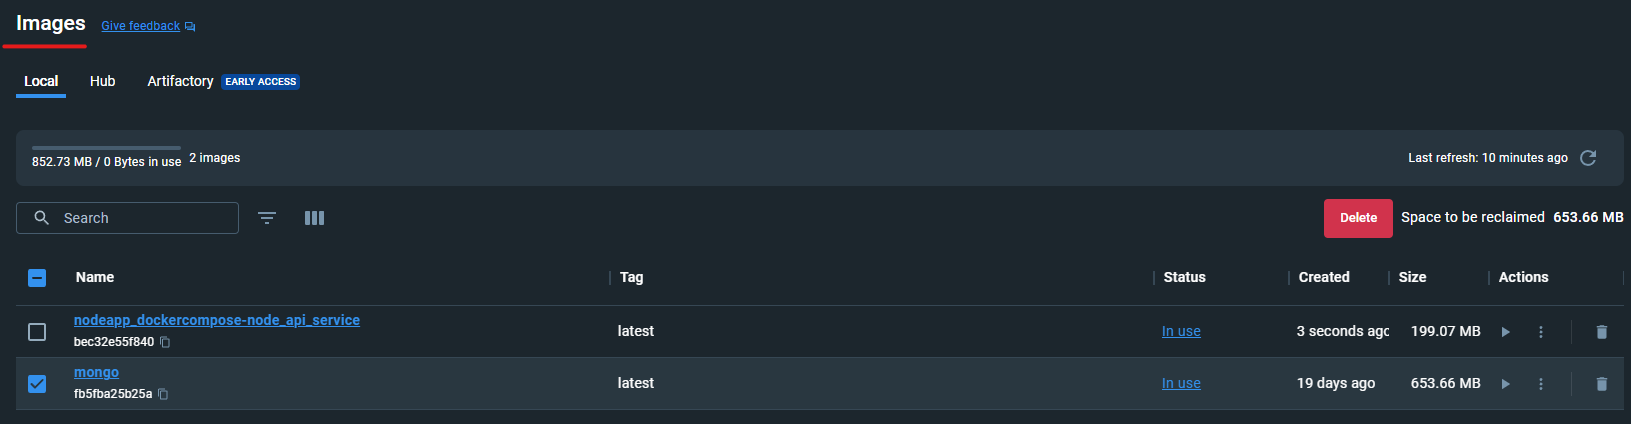 Images Give feedback
Local Hub Artifactory EARLY ACCESS
852.73 MB / 0 Bytes in use 2 images Last refresh: 10 minutes ago
Search Delete Space to be reclaimed 653.66 MB
Name Tag Status Created Size Actions
nodeapp_dockercompose-node_api_service
bec32e55f840 latest In use 3 seconds agc 199.07 MB
mongo
fb5fba25b25a latest In use 19 days ago 653.66 MB